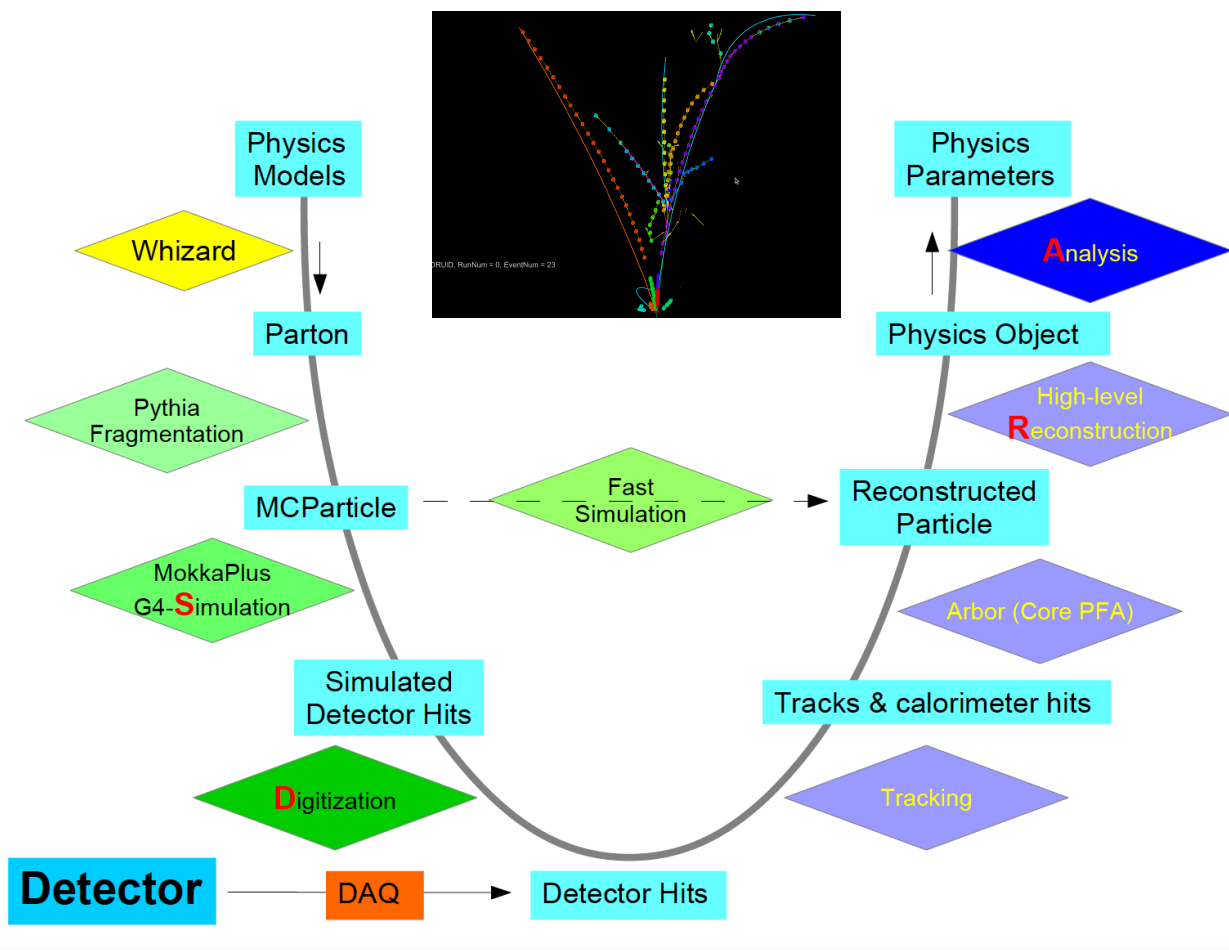 DRUID, RunNum = 0, EventNum = 23
Physics
Models
Physics
Parameters
Whizard
Analysis
Parton
Physics Object
Pythia
Fragmentation
High-level
Reconstruction
MCParticle
Fast
Simulation
Reconstructed
Particle
MokkaPlus
G4-Simulation
Arbor (Core PFA)
Simulated
Detector Hits
Tracks & calorimeter hits
Digitization
Tracking
Detector
DAQ
Detector Hits